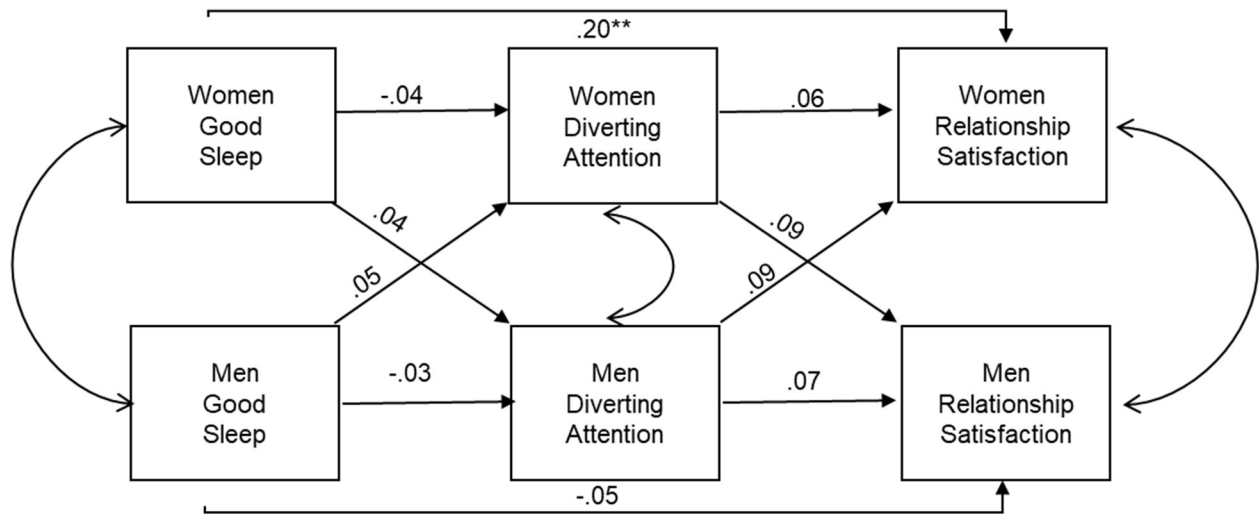 .20**
Women
Good
Sleep
-.04
Women
Diverting
Attention
.06
Women
Relationship
Satisfaction
.04
.05
.09
.09
Men
Good
Sleep
-.03
Men
Diverting
Attention
.07
Men
Relationship
Satisfaction
-.05